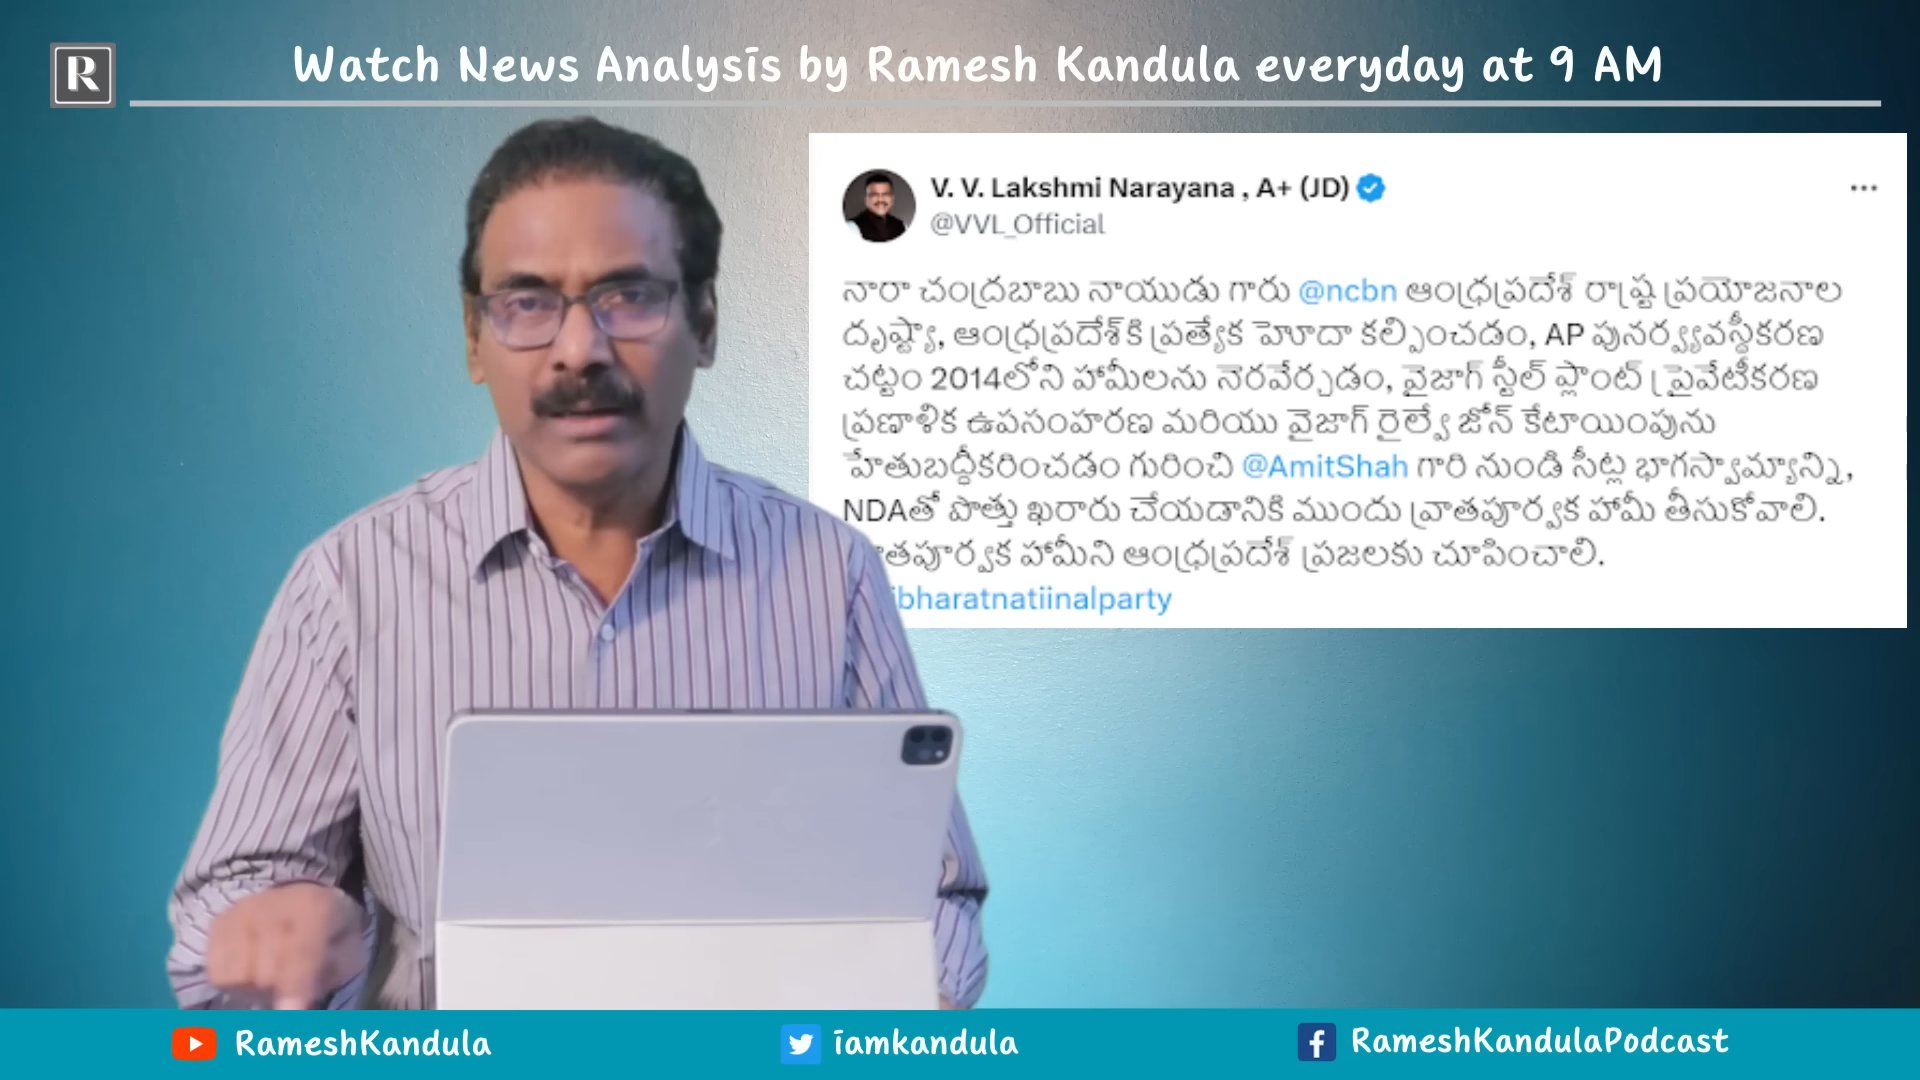 R
Watch News Analysis by Ramesh Kandula everyday at 9 AM
V. V. Lakshmi Narayana , A+ (JD)
@VVL_Official
నారా చంద్రబాబు నాయుడు గారు @ncbn ఆంధ్రప్రదేశ్ రాష్ట్ర ప్రయోజనాల
దృష్ట్యా, ఆంధ్రప్రదేశ్‌కి ప్రత్యేక హెూదా కల్పించడం, AP పునర్వ్యవస్థీకరణ
చట్టం 2014లోని హామీలను నెరవేర్చడం, వైజాగ్ స్టీల్ ప్లాంట్ ప్రైవేటీకరణ
ప్రణాళిక ఉపసంహరణ మరియు వైజాగ్ రైల్వే జోన్ కేటాయింపును
హేతుబద్ధీకరించడం గురించి @AmitShah గారి నుండి సీట్ల భాగస్వామ్యాన్ని,
NDAతో పొత్తు ఖరారు చేయడానికి ముందు వ్రాతపూర్వక హామీ తీసుకోవాలి.
హామీని ఆంధ్రప్రదేశ్ ప్రజలకు చూపించాలి.
bharatnatiinalparty
RameshKandula
iamkandula
RameshKandulaPodcast